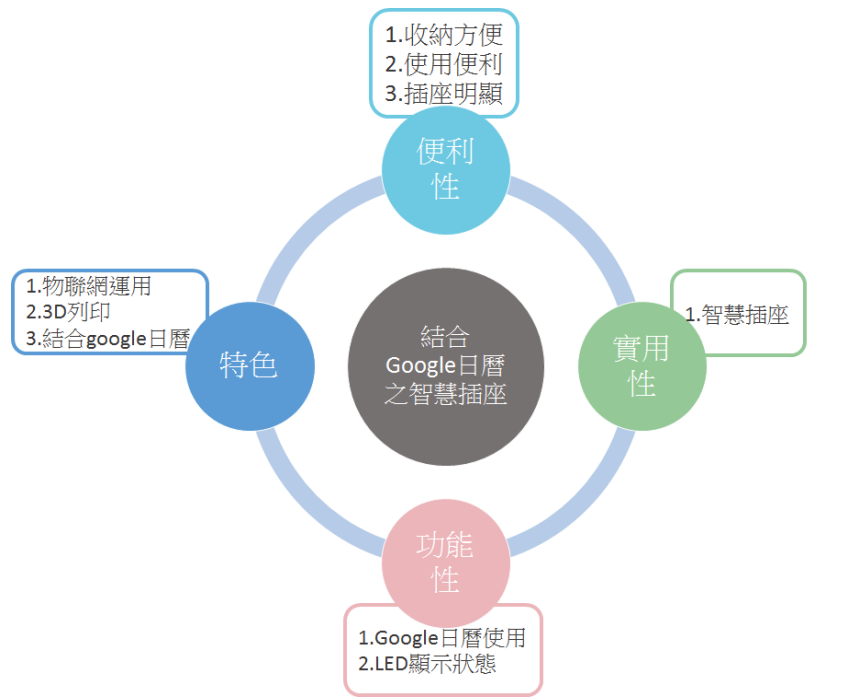 1.收納方便
2.使用便利
3.插座明顯
便利
性
1.物聯網運用
2.3D列印
3.結合google日曆
特色
結合
Google日曆
之智慧插座
1.智慧插座
實用
性
功能
性
1.Google日曆使用
2.LED顯示狀態